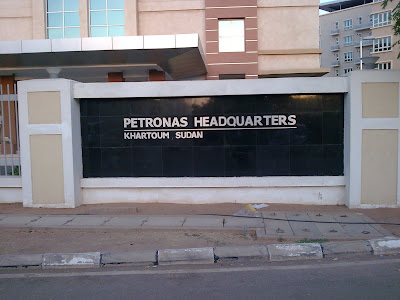 PETRONAS HEADQUARTERS
KHARTOUM SUDAN